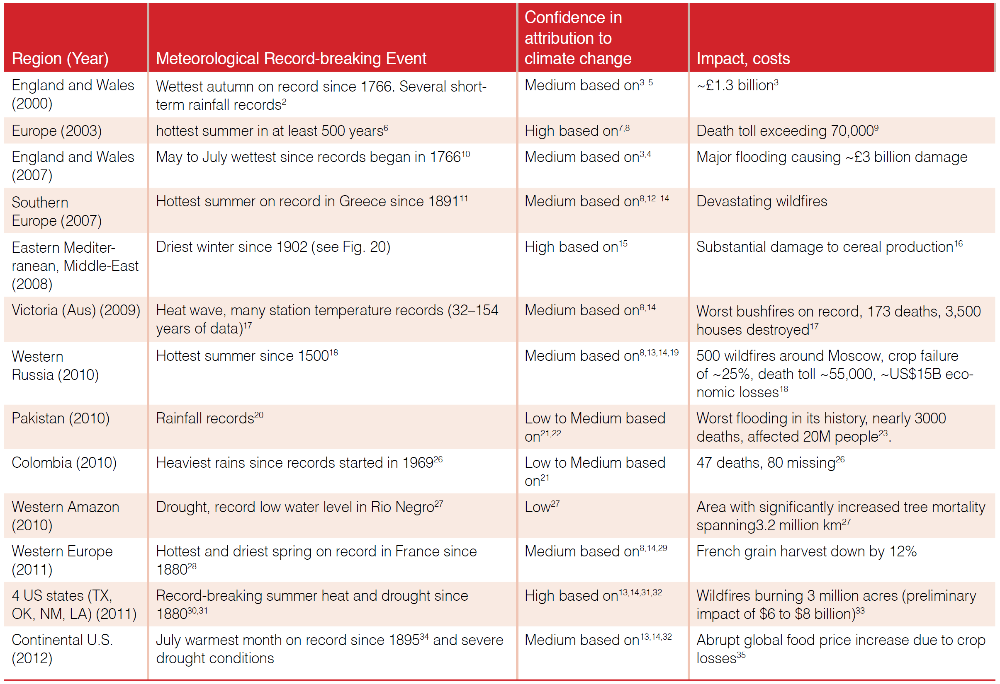 Region (Year)
Meteorological Record-breaking Event
Confidence in
attribution to
climate change
Impact, costs
England and Wales
(2000)
Wettest autumn on record since 1766. Several short-
term rainfall records2
Medium based on3–5
~£1.3 billion3
Europe (2003)
hottest summer in at least 500 years6
High based on7,8
Death toll exceeding 70,0009
England and Wales
(2007)
May to July wettest since records began in 176610
Medium based on3,4
Major flooding causing ~£3 billion damage
Southern
Europe (2007)
Hottest summer on record in Greece since 189111
Medium based on8,12–14
Devastating wildfires
Eastern Mediter-
ranean, Middle-East
(2008)
Driest winter since 1902 (see Fig. 20)
High based on15
Substantial damage to cereal production16
Victoria (Aus) (2009)
Heat wave, many station temperature records (32–154
years of data)17
Medium based on8,14
Worst bushfires on record, 173 deaths, 3,500
houses destroyed17
Western
Russia (2010)
Hottest summer since 150018
Medium based on8,13,14,19
500 wildfires around Moscow, crop failure
of ~25%, death toll ~55,000, ~US$15B eco-
nomic losses18
Pakistan (2010)
Rainfall records20
Low to Medium based
on21,22
Worst flooding in its history, nearly 3000
deaths, affected 20M people23.
Colombia (2010)
Heaviest rains since records started in 196926
Low to Medium based
on21
47 deaths, 80 missing26
Western Amazon
(2010)
Drought, record low water level in Rio Negro27
Low27
Area with significantly increased tree mortality
spanning3.2 million km27
Western Europe
(2011)
Hottest and driest spring on record in France since
188028
Medium based on8,14,29
French grain harvest down by 12%
4 US states (TX,
OK, NM, LA) (2011)
Record-breaking summer heat and drought since
188030,31
High based on13,14,31,32
Wildfires burning 3 million acres (preliminary
impact of $6 to $8 billion)33
Continental U.S.
(2012)
July warmest month on record since 189534 and severe
drought conditions
Medium based on13,14,32
Abrupt global food price increase due to crop
losses35